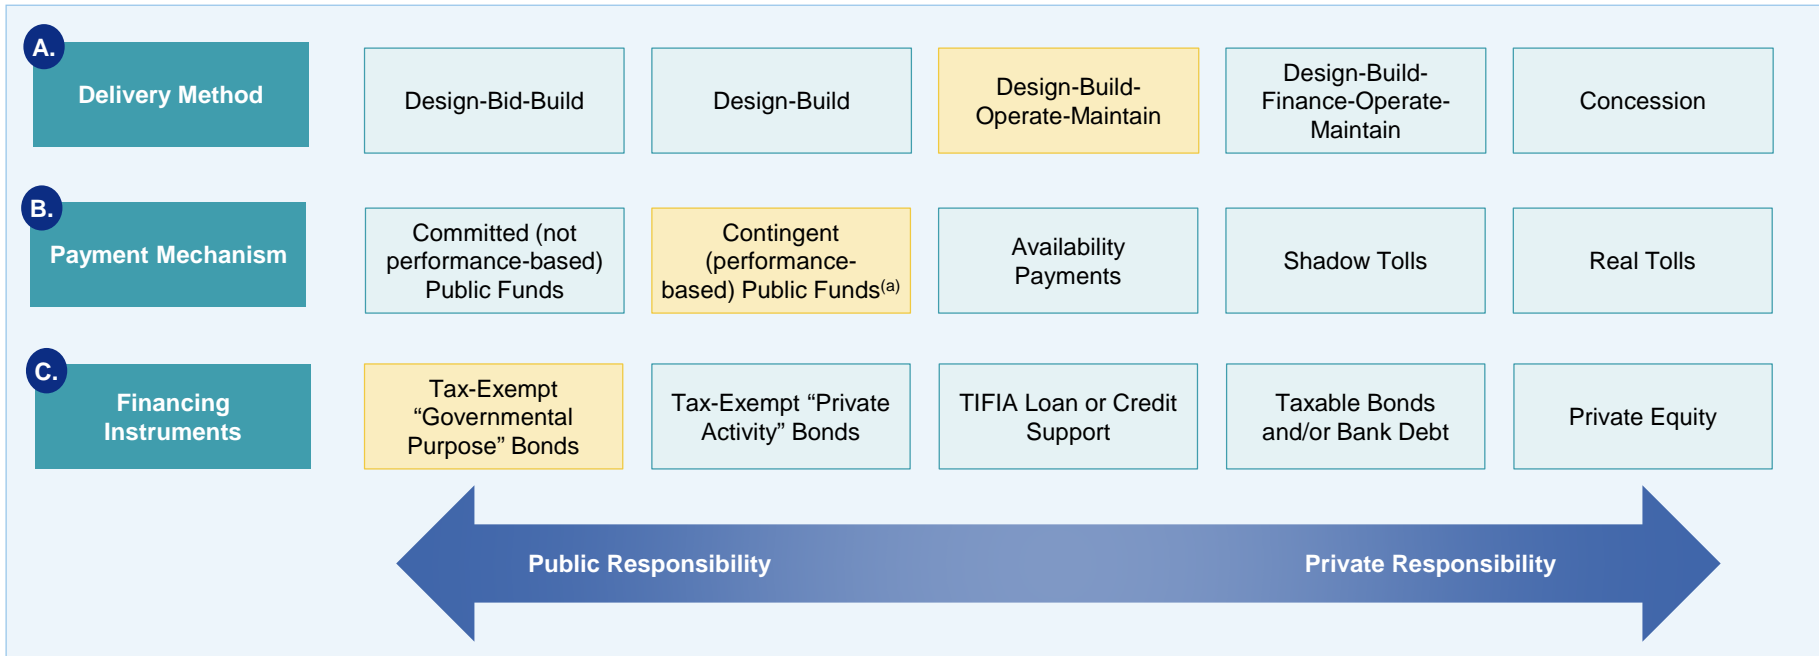 A.
Delivery Method
Design-Bid-Build
Design-Build
Design-Build-
Operate-Maintain
Design-Build-
Finance-Operate-
Maintain
Concession
B.
Payment Mechanism
Committed (not
performance-based)
Public Funds
Contingent
(performance-
based) Public Funds(a)
Availability
Payments
Shadow Tolls
Real Tolls
C.
Financing
Instruments
Tax-Exempt
“Governmental
Purpose” Bonds
Tax-Exempt “Private
Activity” Bonds
TIFIA Loan or Credit
Support
Taxable Bonds
and/or Bank Debt
Private Equity
Public Responsibility
Private Responsibility